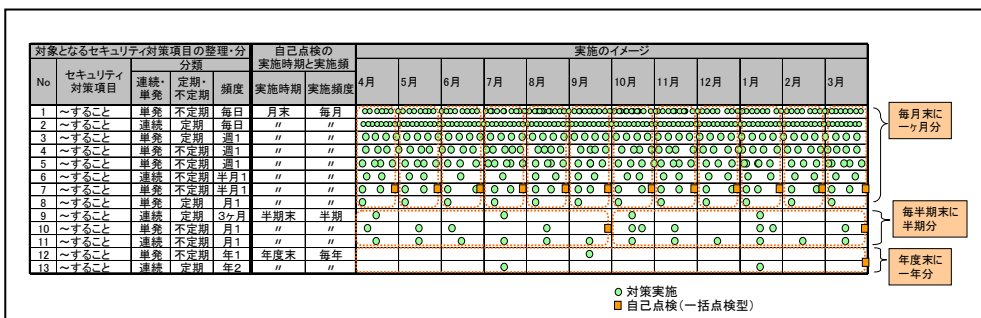 対象となるセキュリティ対策項目の整理・分 自己点検の 実施時期と実施頻 実施のイメージ
No セキュリティ対策項目 分類 連続・単発 定期・不定期 頻度 実施時期 実施頻度 4月 5月 6月 7月 8月 9月 10月 11月 12月 1月 2月 3月
1 ～すること 単発 不定期 毎日 月末 毎月
2 ～すること 連続 定期 毎日 〃 〃
3 ～すること 単発 定期 週1 〃 〃
4 ～すること 単発 不定期 週1 〃 〃
5 ～すること 単発 不定期 週1 〃 〃
6 ～すること 連続 不定期 半月1 〃 〃
7 ～すること 単発 不定期 半月1 〃 〃
8 ～すること 単発 定期 月1 〃 〃
9 ～すること 連続 定期 3ヶ月 半期末 半期
10 ～すること 単発 不定期 月1 〃 〃
11 ～すること 連続 不定期 月1 〃 〃
12 ～すること 単発 不定期 年1 年度末 毎年
13 ～すること 連続 定期 年2 〃 〃
毎月末に
一ヶ月分
毎半期末に
半期分
年度末に
一年分
対策実施
自己点検（一括点検型）